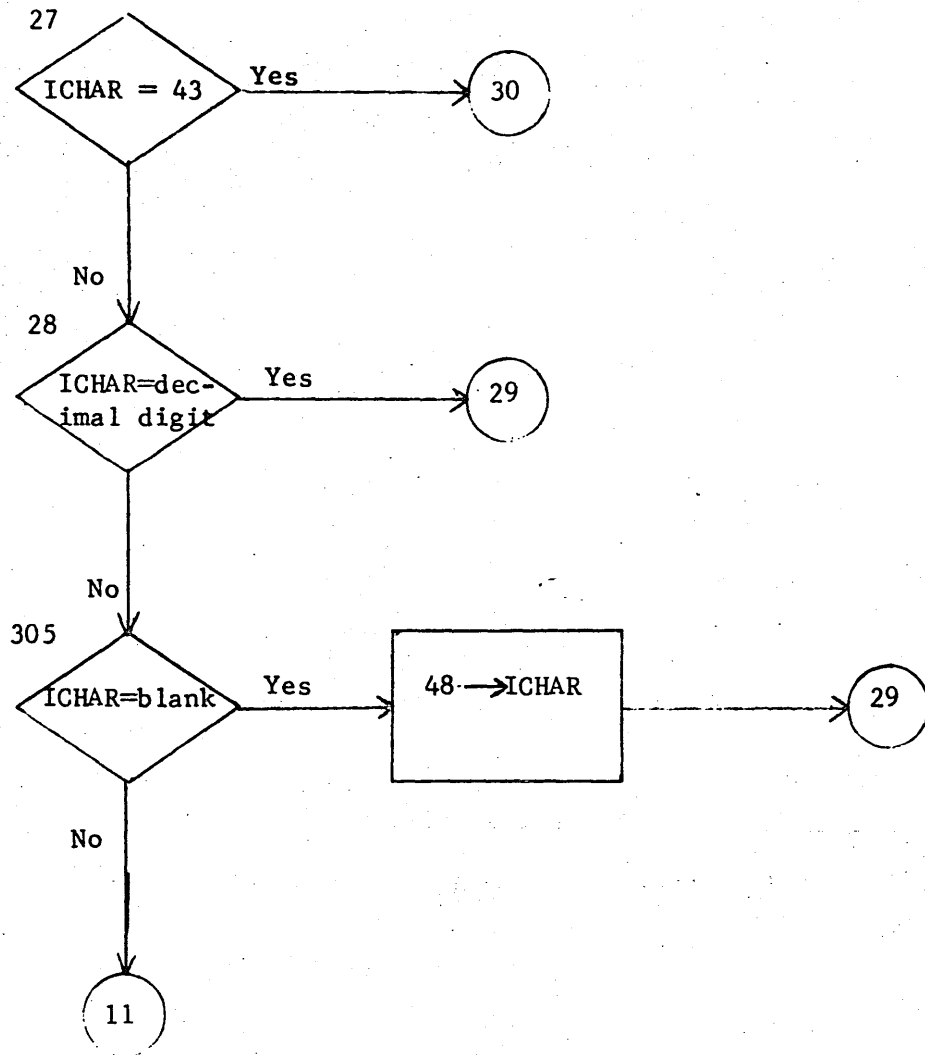 27
ICHAR = 43
Yes
30
No
28
ICHAR=dec-
imal digit
Yes
29
No
305
ICHAR=blank
Yes
48→ICHAR
29
No
11